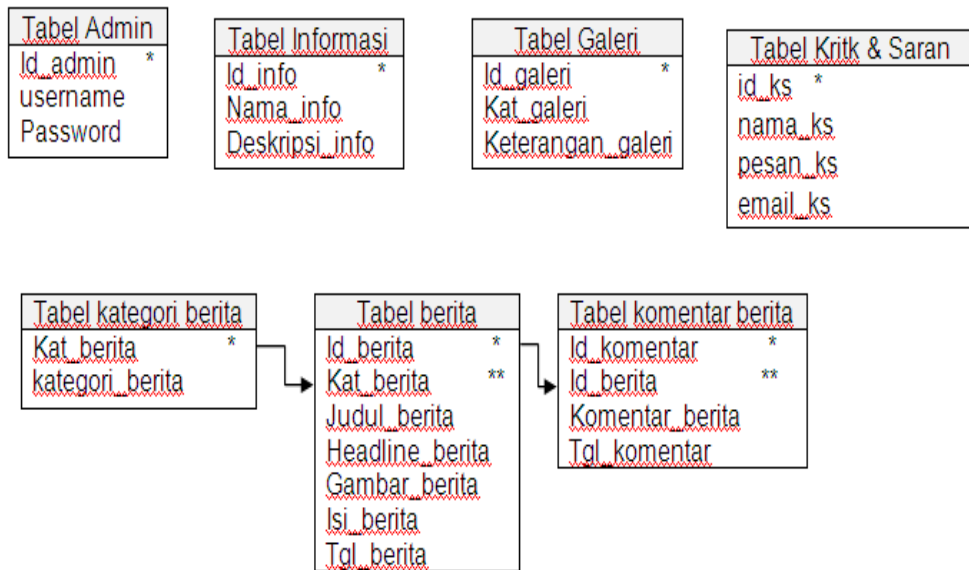 Tabel Admin
Id_admin *
username
Password
Tabel Informasi
Id_info *
Nama_info
Deskripsi_info
Tabel Galeri
Id_galeri *
Kat_galeri
Keterangan_galeri
Tabel Kritk & Saran
id_ks *
nama_ks
pesan_ks
email_ks
Tabel kategori berita
Kat_berita *
kategori_berita
Tabel berita
Id_berita *
Kat_berita **
Judul_berita
Headline_berita
Gambar_berita
Isi_berita
Tgl_berita
Tabel komentar berita
Id_komentar *
Id_berita **
Komentar_berita
Tgl_komentar